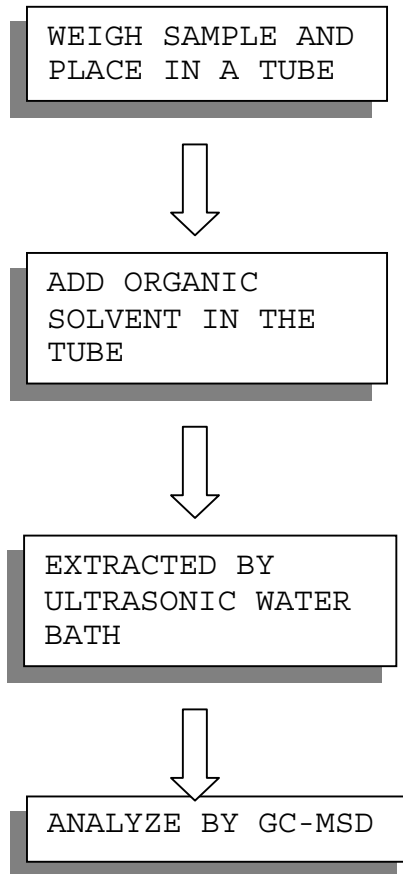 WEIGH SAMPLE AND
PLACE IN A TUBE
ADD ORGANIC
SOLVENT IN THE
TUBE
EXTRACTED BY
ULTRASONIC WATER
BATH
ANALYZE BY GC-MSD